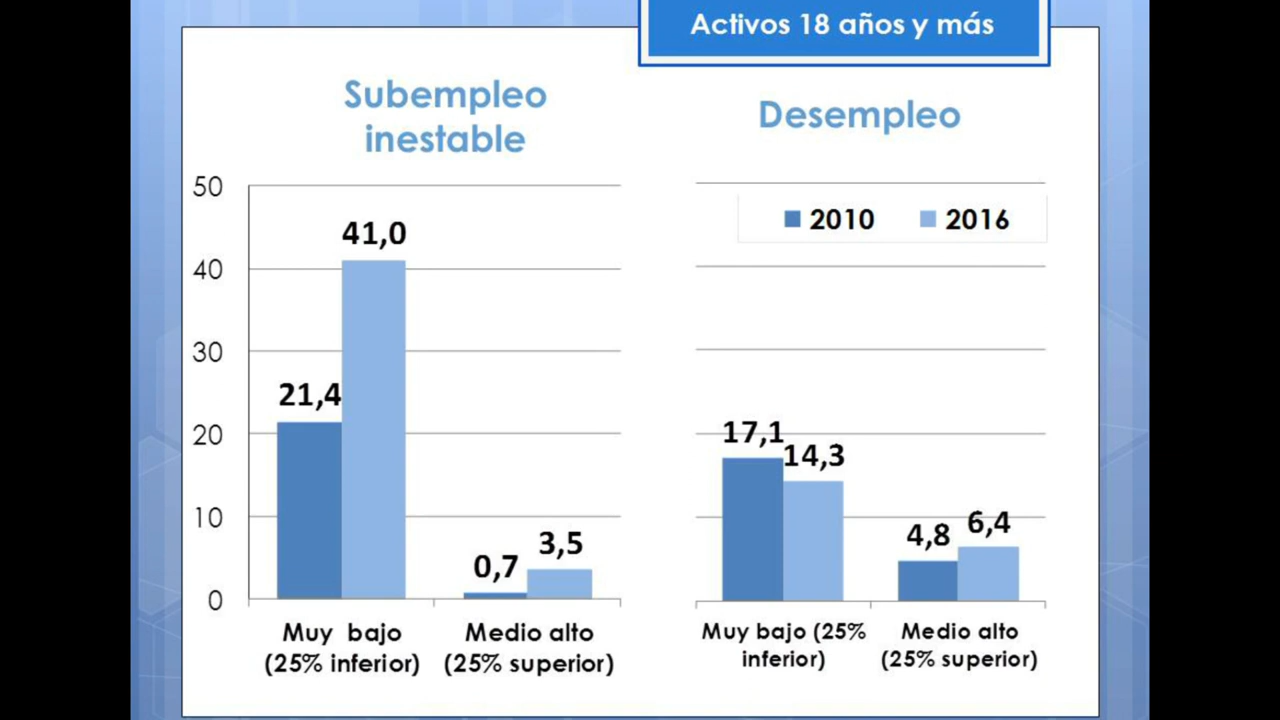 Activos 18 años y más
Subempleo
inestable
50
40
30
20
10
0
41,0
21,4
0,7
3,5
Muy bajo
(25% inferior)
Medio alto
(25% superior)
Desempleo
2010
2016
17,1
14,3
4,8
6,4
Muy bajo (25%
inferior)
Medio alto
(25% superior)